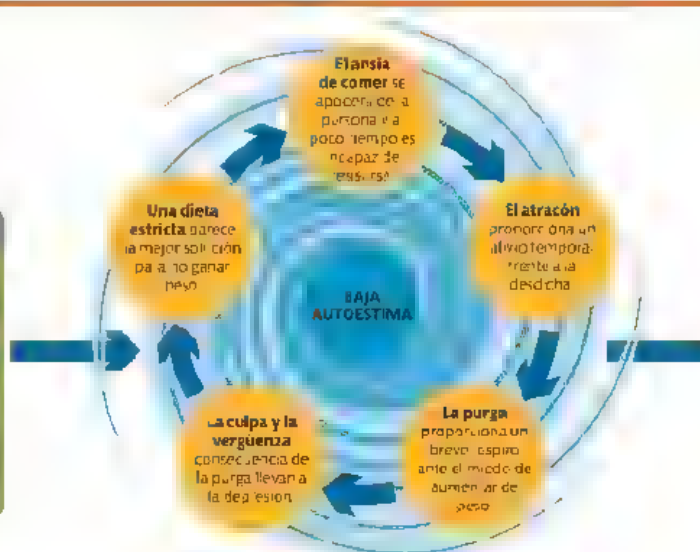 El ansia
de comer se
apodera de la
persona y a
poco tiempo es
incapaz de
resistirse
El atracón
proporciona un
alivio temporal
frente a la
desdicha
La purga
proporciona un
breve respiro
ante el miedo de
aumentar de
peso
La culpa y la
vergüenza
consecuencia de
la purga llevan a
la depresión
Una dieta
estricta parece
la mejor solución
para no ganar
peso
BAJA
AUTOESTIMA